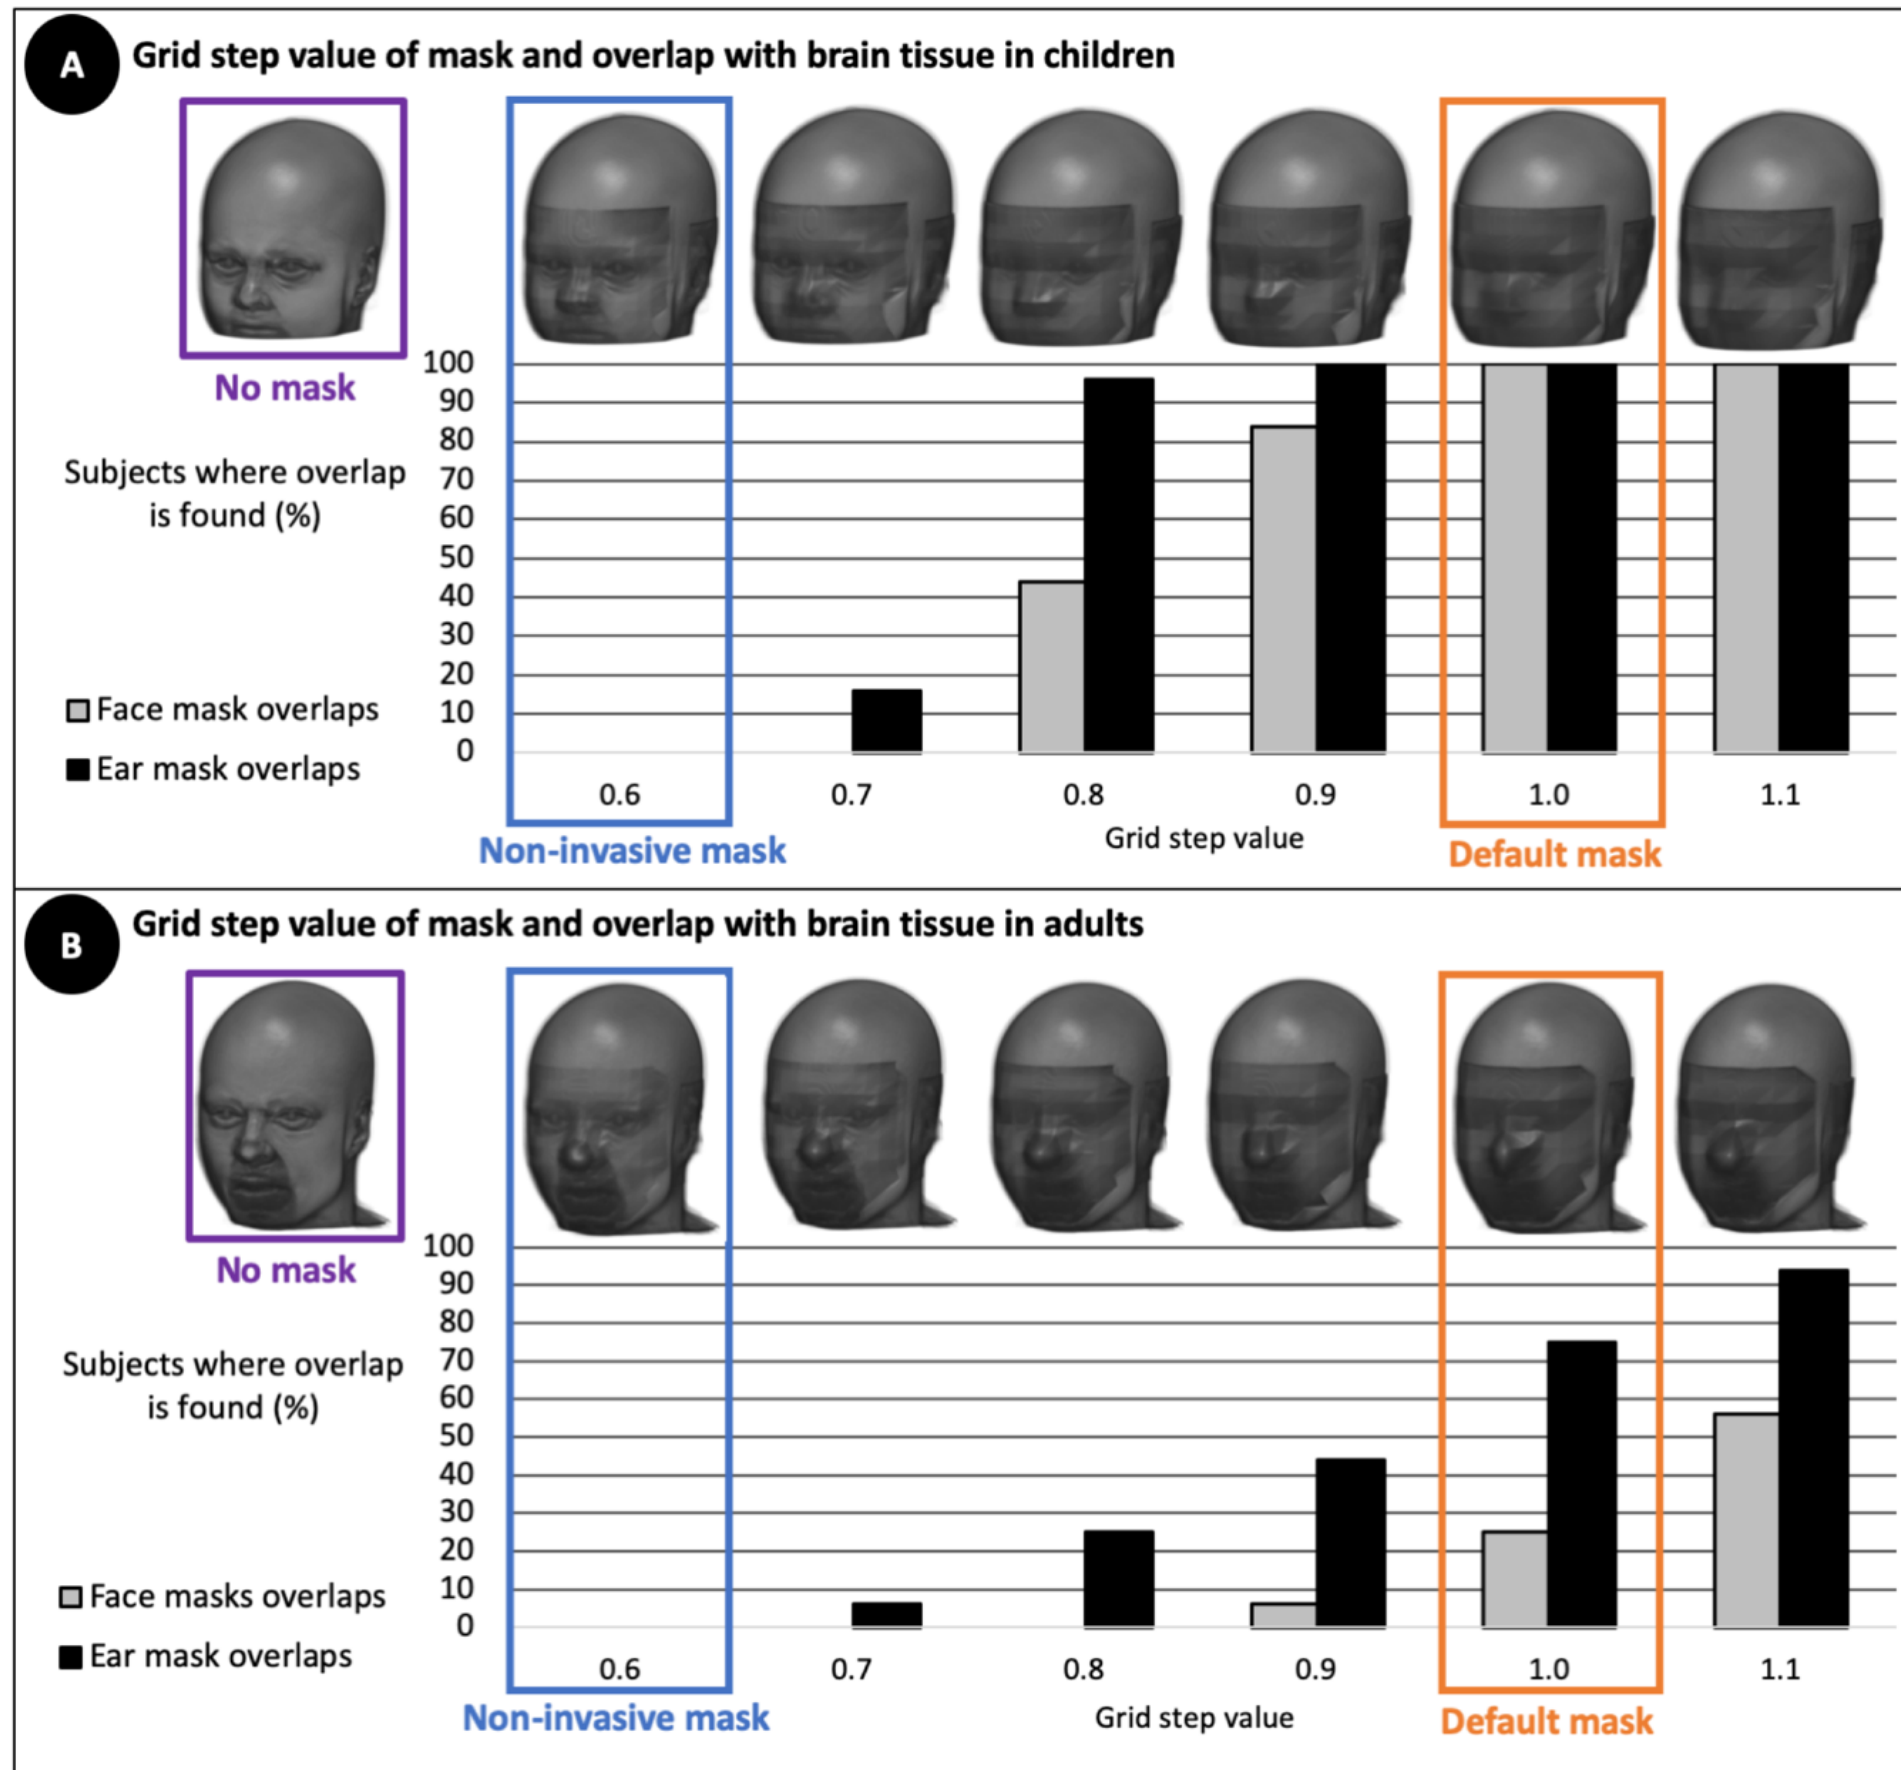 A
Grid step value of mask and overlap with brain tissue in children
No mask
Subjects where overlap
is found (%)
100
90
80
70
60
50
40
30
20
10
0
Face mask overlaps
Ear mask overlaps
0.6 0.7 0.8 0.9 1.0 1.1
Grid step value
Non-invasive mask
Default mask
B
Grid step value of mask and overlap with brain tissue in adults
No mask
Subjects where overlap
is found (%)
100
90
80
70
60
50
40
30
20
10
0
Face masks overlaps
Ear mask overlaps
0.6 0.7 0.8 0.9 1.0 1.1
Grid step value
Non-invasive mask
Default mask